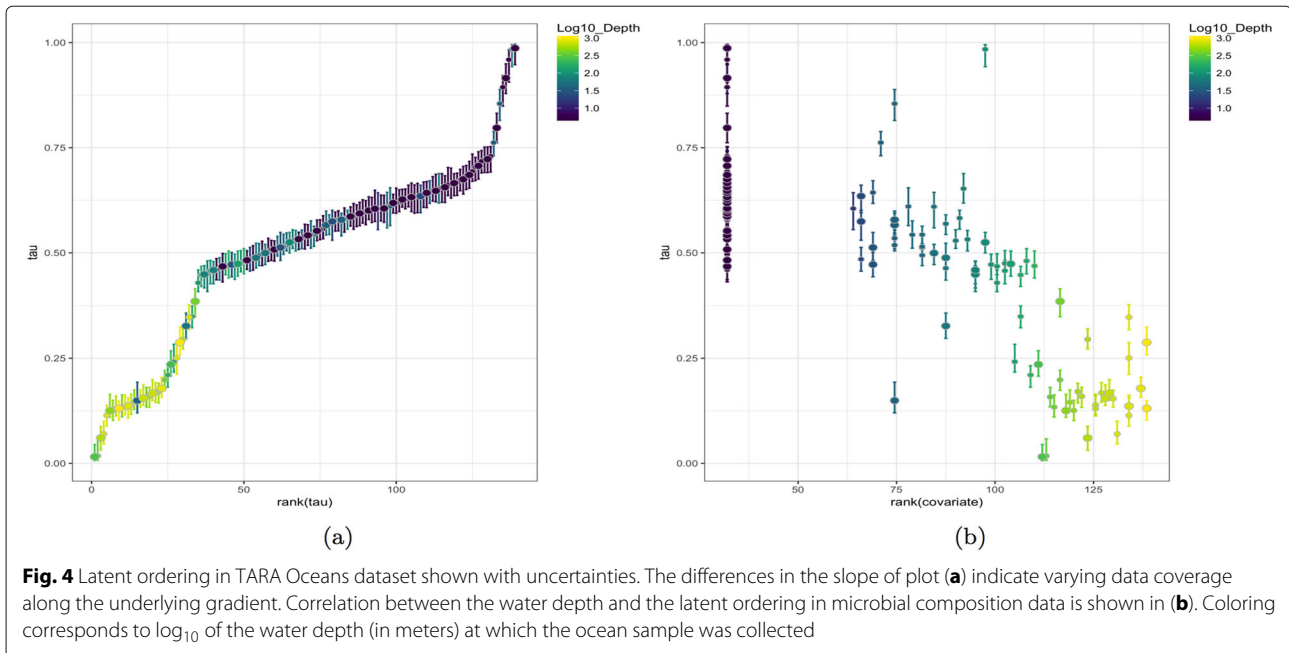 Log10_Depth
3.0
2.5
2.0
1.5
1.0
1.00
0.75
0.50
0.25
0.00
tau
0
50
100
rank(tau)
(a)
Log10_Depth
3.0
2.5
2.0
1.5
1.0
1.00
0.75
0.50
0.25
0.00
tau
50
75
100
125
rank(covariate)
(b)
Fig. 4 Latent ordering in TARA Oceans dataset shown with uncertainties. The differences in the slope of plot (a) indicate varying data coverage
along the underlying gradient. Correlation between the water depth and the latent ordering in microbial composition data is shown in (b). Coloring
corresponds to log₁₀ of the water depth (in meters) at which the ocean sample was collected